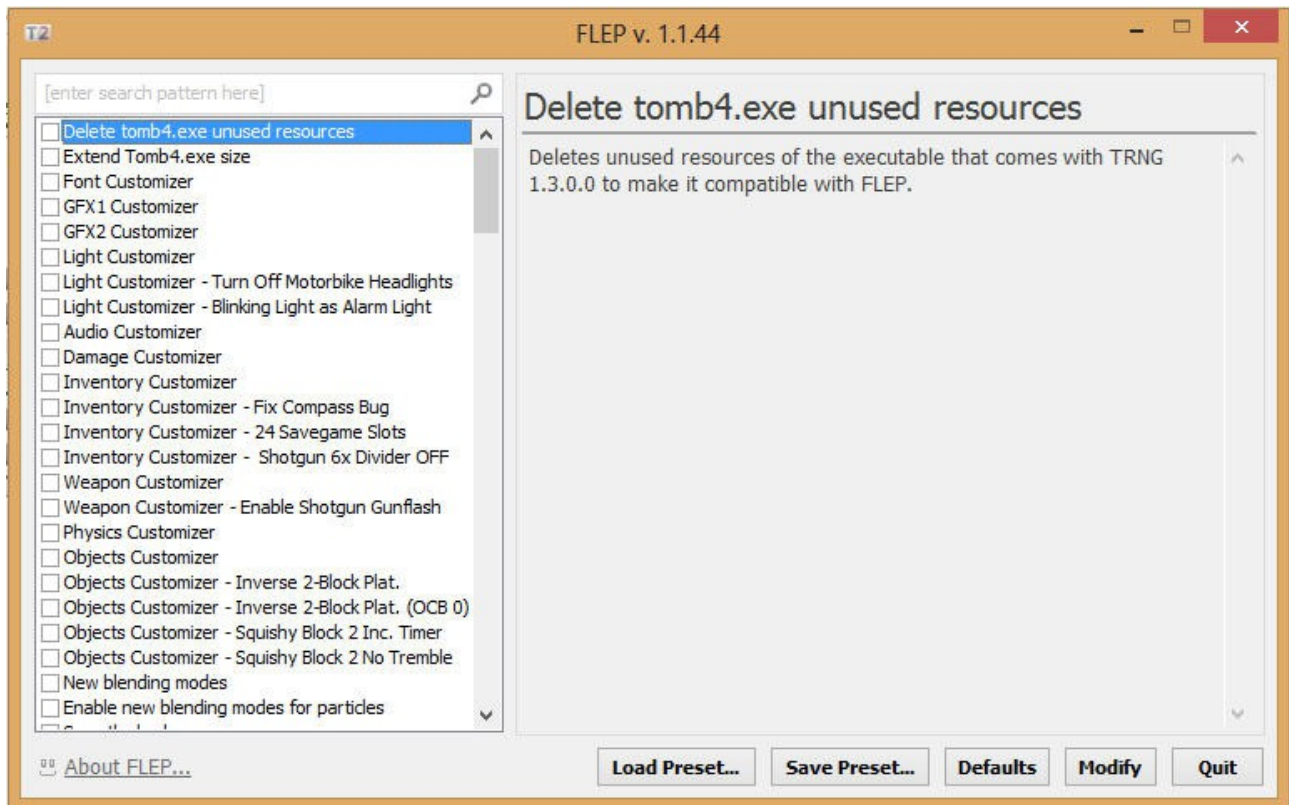 T2
FLEP v. 1.1.44
[enter search pattern here]
Delete tomb4.exe unused resources
Extend Tomb4.exe size
Font Customizer
GFX1 Customizer
GFX2 Customizer
Light Customizer
Light Customizer - Turn Off Motorbike Headlights
Light Customizer - Blinking Light as Alarm Light
Audio Customizer
Damage Customizer
Inventory Customizer
Inventory Customizer - Fix Compass Bug
Inventory Customizer - 24 Savegame Slots
Inventory Customizer -  Shotgun 6x Divider OFF
Weapon Customizer
Weapon Customizer - Enable Shotgun Gunflash
Physics Customizer
Objects Customizer
Objects Customizer - Inverse 2-Block Plat.
Objects Customizer - Inverse 2-Block Plat. (OCB 0)
Objects Customizer - Squishy Block 2 Inc. Timer
Objects Customizer - Squishy Block 2 No Tremble
New blending modes
Enable new blending modes for particles
Delete tomb4.exe unused resources
Deletes unused resources of the executable that comes with TRNG
1.3.0.0 to make it compatible with FLEP.
About FLEP...
Load Preset...
Save Preset...
Defaults
Modify
Quit